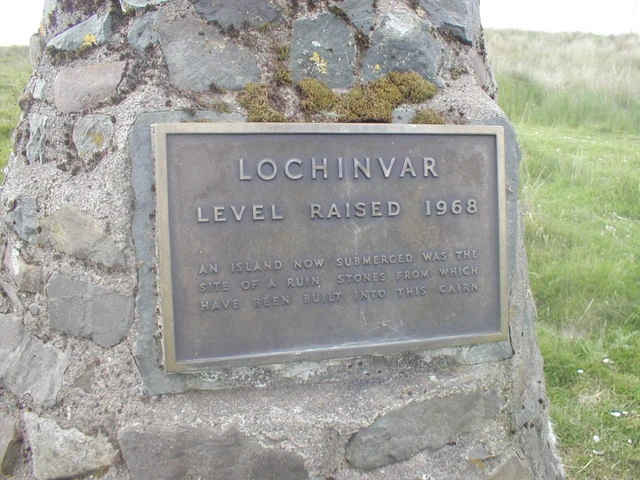 LOCHINVAR
LEVEL RAISED 1968
AN ISLAND NOW SUBMERGED WAS THE
SITE OF A RUIN, STONES FROM WHICH
HAVE BEEN BUILT INTO THIS CAIRN